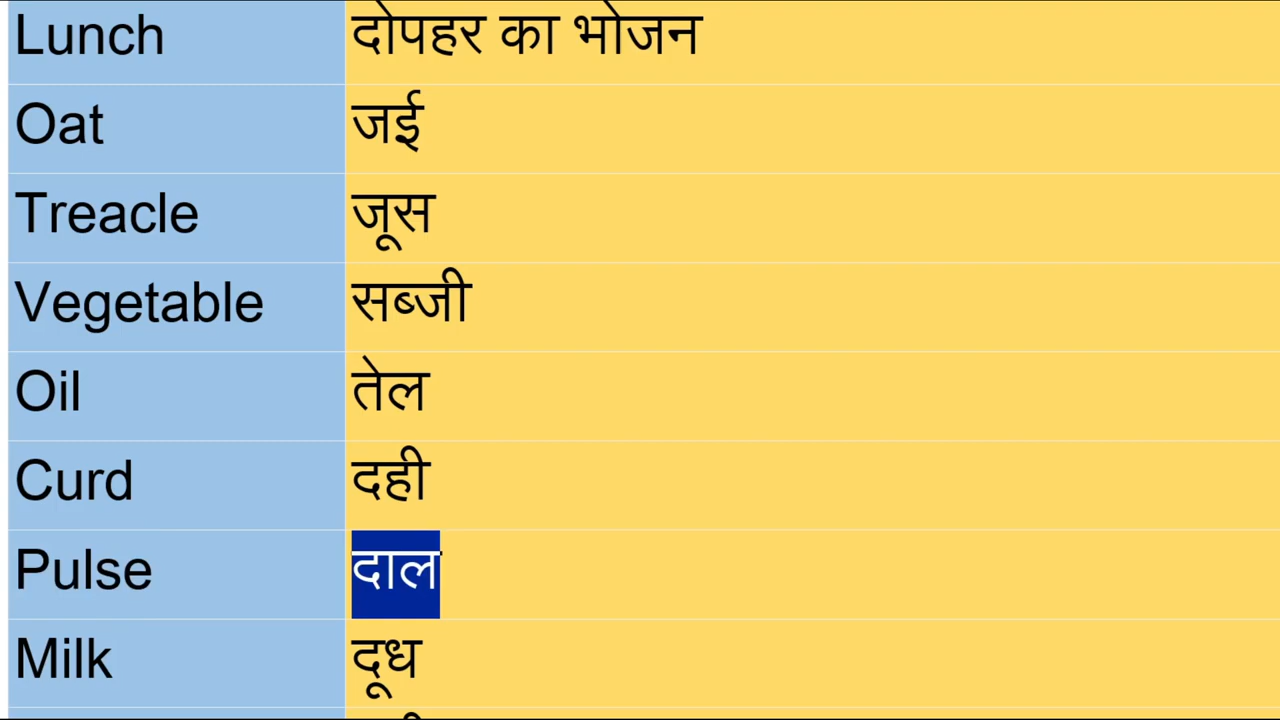 Lunch दोपहर का भोजन
Oat जई
Treacle जूस
Vegetable सब्जी
Oil तेल
Curd दही
Pulse दाल
Milk दूध